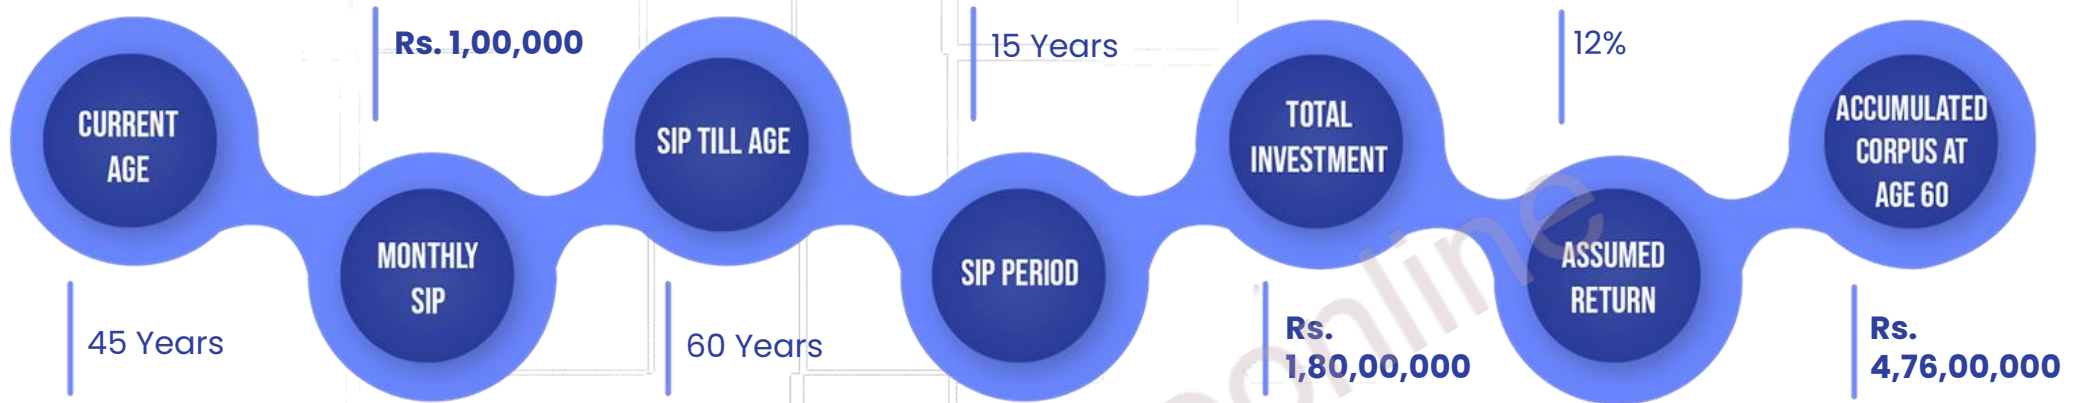 CURRENT
AGE
45 Years
Rs. 1,00,000
MONTHLY
SIP
SIP TILL AGE
60 Years
15 Years
SIP PERIOD
TOTAL
INVESTMENT
Rs.
1,80,00,000
12%
ASSUMED
RETURN
ACCUMULATED
CORPUS AT
AGE 60
Rs.
4,76,00,000
online